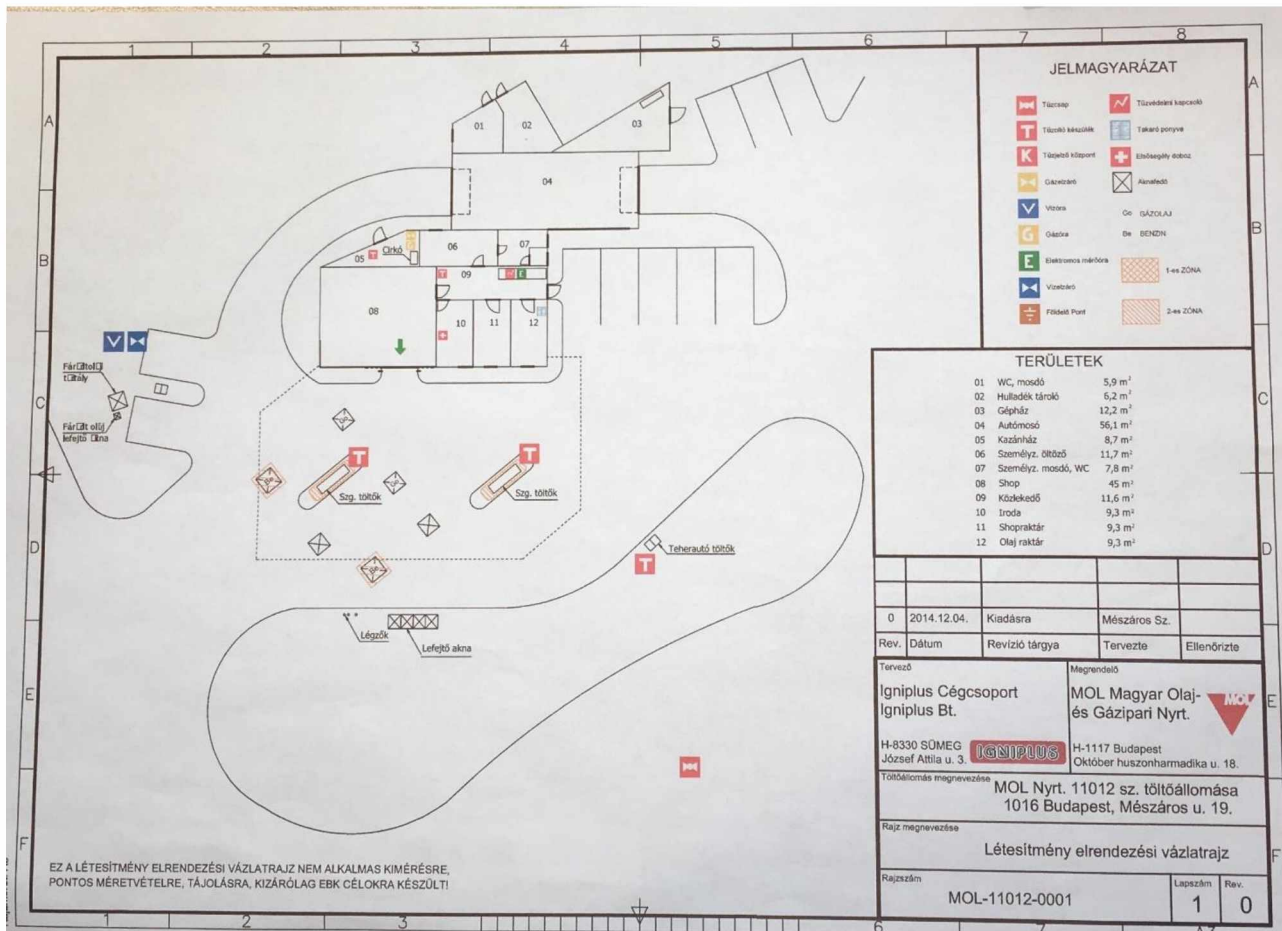 1 2 3 4 5 6 7 8
A
B
C
D
E
F
A
B
C
D
E
F
01
02
03
04
05
Cirkó
06
07
08
09
10
11
12
Szg. töltők
Szg. töltők
Teherautó töltők
Légzők
Lefejtő akna
JELMAGYARÁZAT
Tűzcsap
Tűzvédelmi kapcsoló
T Tűzoltó készülék
Takaró ponyva
K Tűzjelző központ
Elsősegély doboz
Gázelzáró
Aknafedő
Vízóra
Go GÁZOLAJ
G Gázóra
Be BENZIN
E Elektromos mérőóra
1-es ZÓNA
Vízelzáró
Földelő Pont
2-es ZÓNA
TERÜLETEK
01 WC, mosdó 5,9 m²
02 Hulladék tároló 6,2 m²
03 Gépház 12,2 m²
04 Autómosó 56,1 m²
05 Kazánház 8,7 m²
06 Személyz. öltöző 11,7 m²
07 Személyz. mosdó, WC 7,8 m²
08 Shop 45 m²
09 Közlekedő 11,6 m²
10 Iroda 9,3 m²
11 Shopraktár 9,3 m²
12 Olaj raktár 9,3 m²
0 2014.12.04. Kiadásra Mészáros Sz.
Rev. Dátum Revízió tárgya Tervezte Ellenőrizte
Tervező
Igniplus Cégcsoport
Igniplus Bt.
H-8330 SÜMEG
József Attila u. 3.
IGNIPLUS
Megrendelő
MOL Magyar Olaj-
és Gázipari Nyrt.
MOL
H-1117 Budapest
Október huszonharmadika u. 18.
Töltőállomás megnevezése
MOL Nyrt. 11012 sz. töltőállomása
1016 Budapest, Mészáros u. 19.
Rajz megnevezése
Létesítmény elrendezési vázlatrajz
Rajzszám
MOL-11012-0001
Lapszám
1
Rev.
0
EZ A LÉTESÍTMÉNY ELRENDEZÉSI VÁZLATRAJZ NEM ALKALMAS KIMÉRÉSRE,
PONTOS MÉRETVÉTELRE, TÁJOLÁSRA, KIZÁRÓLAG EBK CÉLOKRA KÉSZÜLT!
1 2 3 6 7